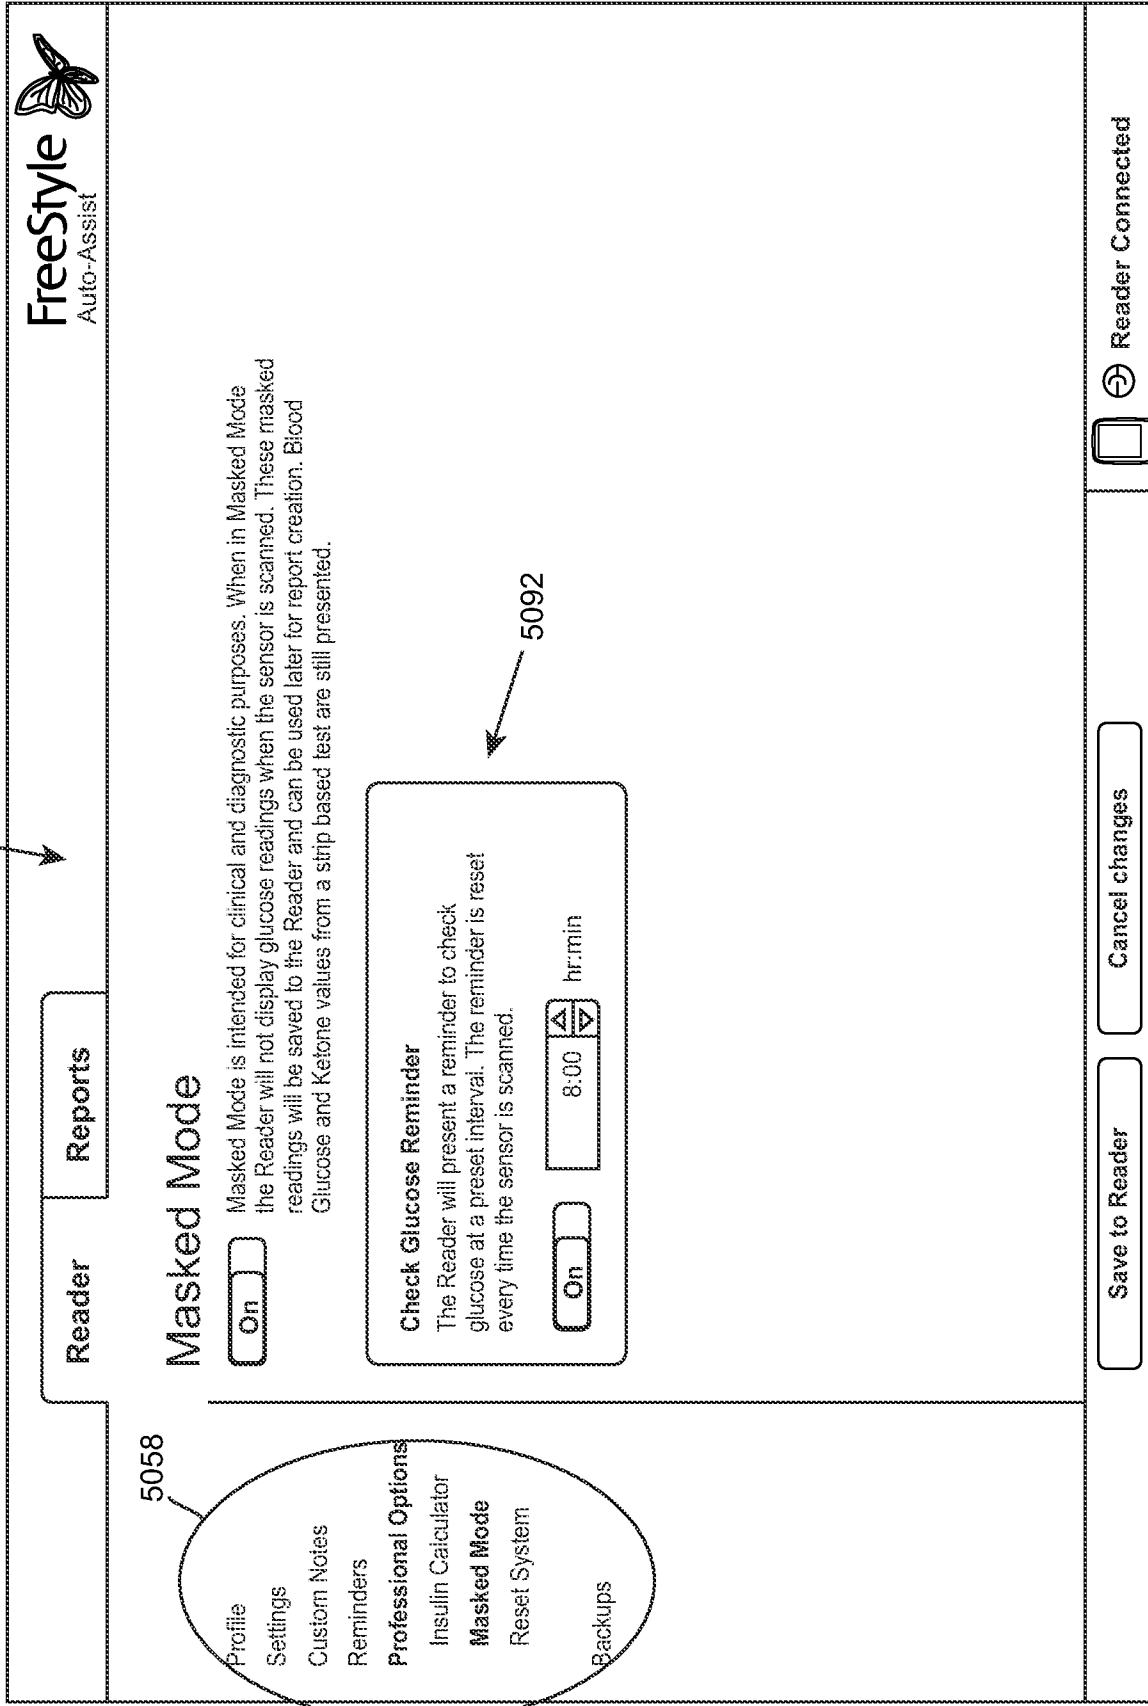 FreeStyle
Auto-Assist
Reader
Reports
5058
Profile
Settings
Custom Notes
Reminders
Professional Options
Insulin Calculator
Masked Mode
Reset System
Backups
Masked Mode
On
Masked Mode is intended for clinical and diagnostic purposes. When in Masked Mode
the Reader will not display glucose readings when the sensor is scanned. These masked
readings will be saved to the Reader and can be used later for report creation. Blood
Glucose and Ketone values from a strip based test are still presented.
Check Glucose Reminder
The Reader will present a reminder to check
glucose at a preset interval. The reminder is reset
every time the sensor is scanned.
On
8:00
hr:min
5092
Save to Reader
Cancel changes
Reader Connected